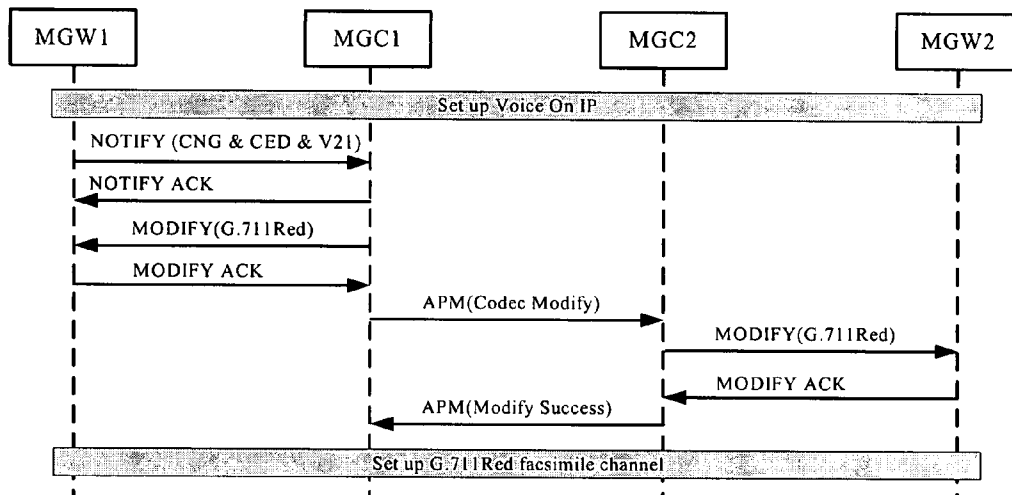 MGW1
MGC1
MGC2
MGW2
Set up Voice On IP
NOTIFY (CNG & CED & V21)
NOTIFY ACK
MODIFY(G.711Red)
MODIFY ACK
APM(Codec Modify)
MODIFY(G.711Red)
MODIFY ACK
APM(Modify Success)
Set up G.711Red facsimile channel